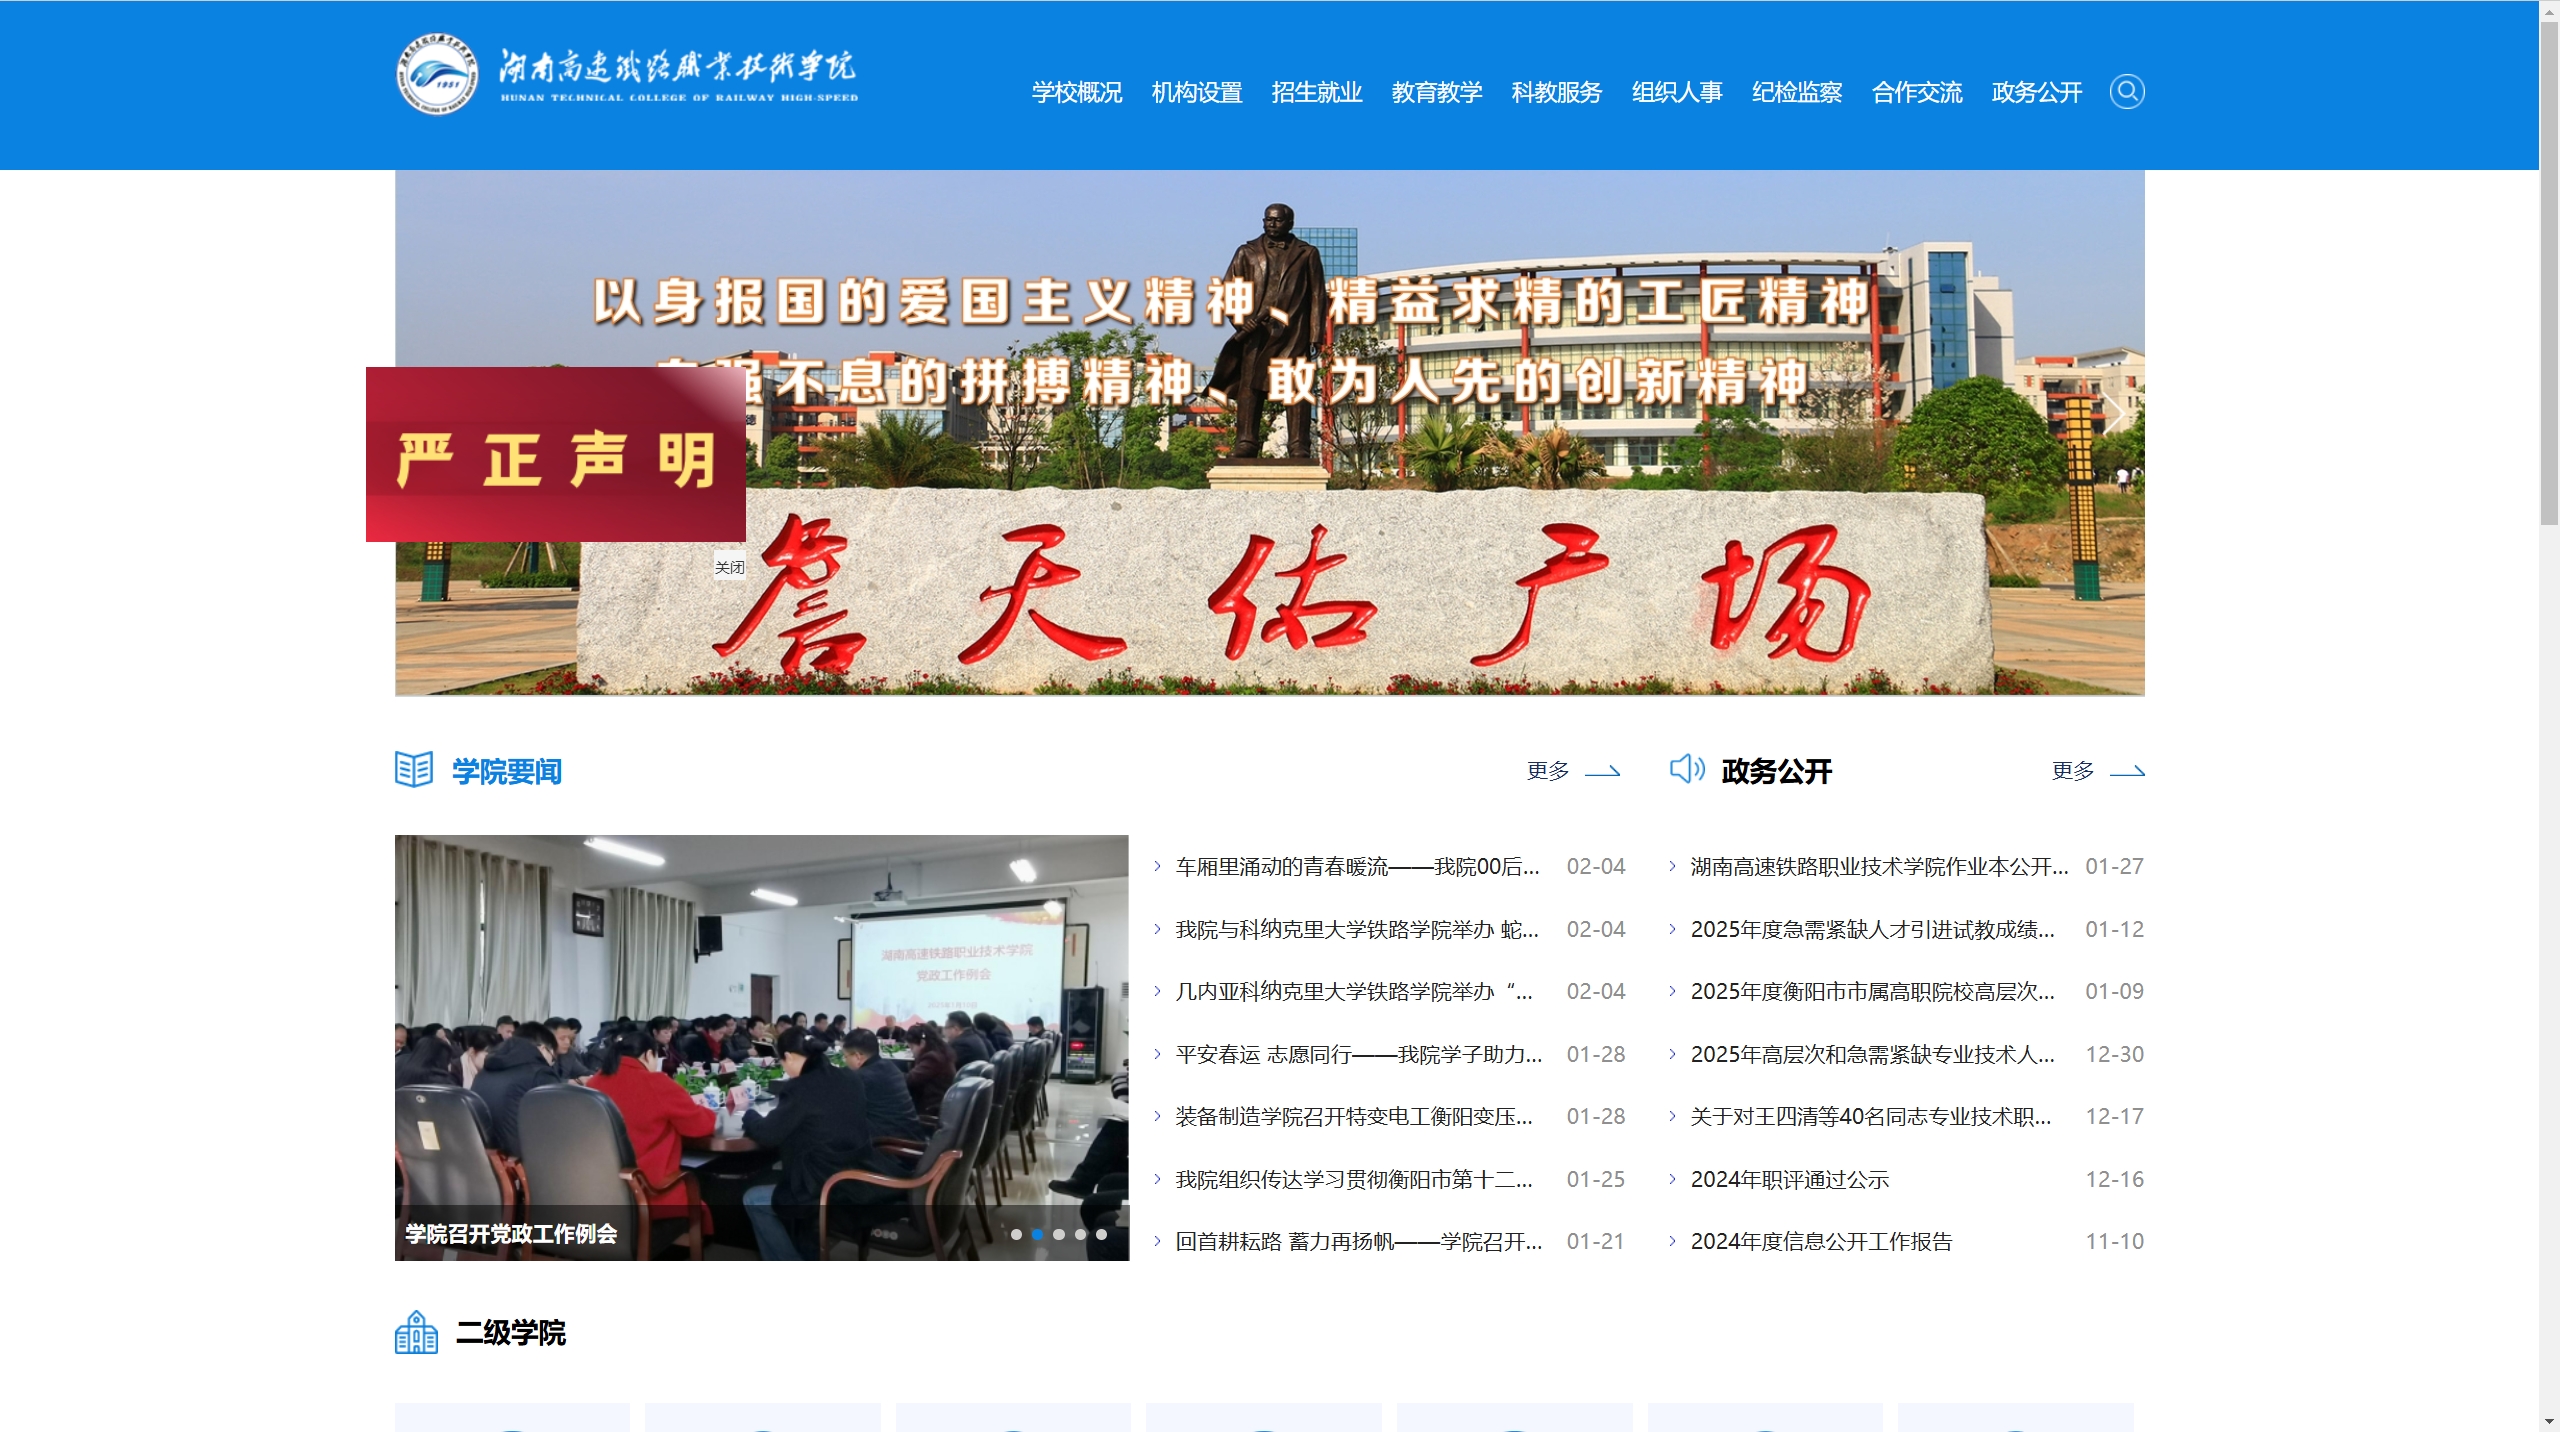 湖南高速铁路职业技术学院
HUNAN TECHNICAL COLLEGE OF RAILWAY HIGH-SPEED
1951
学校概况 机构设置 招生就业 教育教学 科教服务 组织人事 纪检监察 合作交流 政务公开
以身报国的爱国主义精神、精益求精的工匠精神
自强不息的拼搏精神、敢为人先的创新精神
严正声明
关闭
詹天佑广场
学院要闻
更多
湖南高速铁路职业技术学院
党政工作例会
学院召开党政工作例会
车厢里涌动的青春暖流——我院00后... 02-04
我院与科纳克里大学铁路学院举办 蛇... 02-04
几内亚科纳克里大学铁路学院举办“... 02-04
平安春运 志愿同行——我院学子助力... 01-28
装备制造学院召开特变电工衡阳变压... 01-28
我院组织传达学习贯彻衡阳市第十二... 01-25
回首耕耘路 蓄力再扬帆——学院召开... 01-21
政务公开
更多
湖南高速铁路职业技术学院作业本公开... 01-27
2025年度急需紧缺人才引进试教成绩... 01-12
2025年度衡阳市市属高职院校高层次... 01-09
2025年高层次和急需紧缺专业技术人... 12-30
关于对王四清等40名同志专业技术职... 12-17
2024年职评通过公示 12-16
2024年度信息公开工作报告 11-10
二级学院